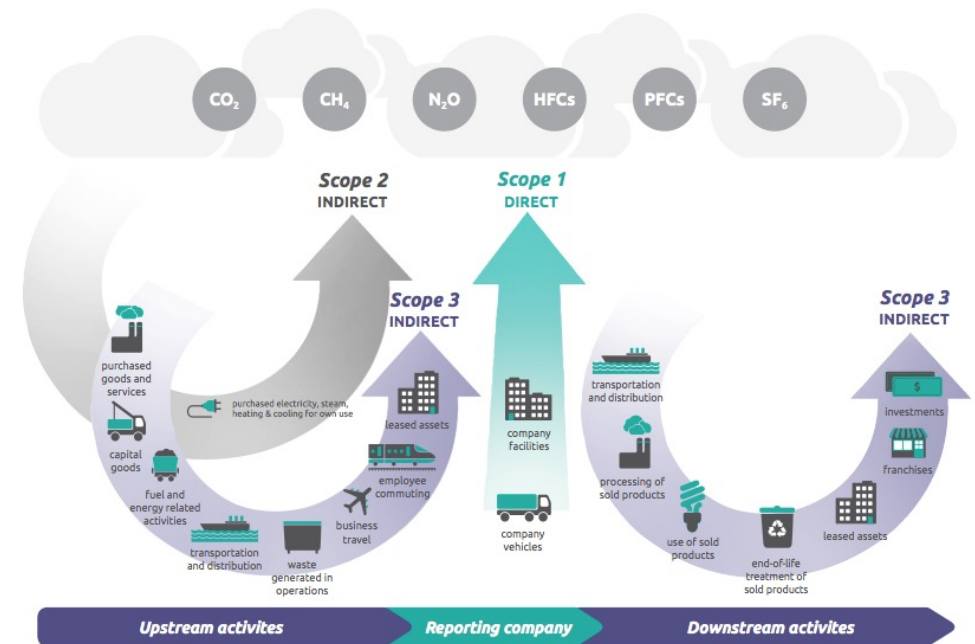 CO₂
CH₄
N₂O
HFCs
PFCs
SF₆
Scope 2
INDIRECT
Scope 1
DIRECT
Scope 3
INDIRECT
Scope 3
INDIRECT
purchased
goods and
services
capital
goods
fuel and
energy related
activities
transportation
and distribution
waste
generated in
operations
business
travel
employee
commuting
leased assets
purchased electricity, steam,
heating & cooling for own use
company
facilities
company
vehicles
transportation
and distribution
processing of
sold products
use of sold
products
end-of-life
treatment of
sold products
leased assets
franchises
$
investments
Upstream activites
Reporting company
Downstream activites